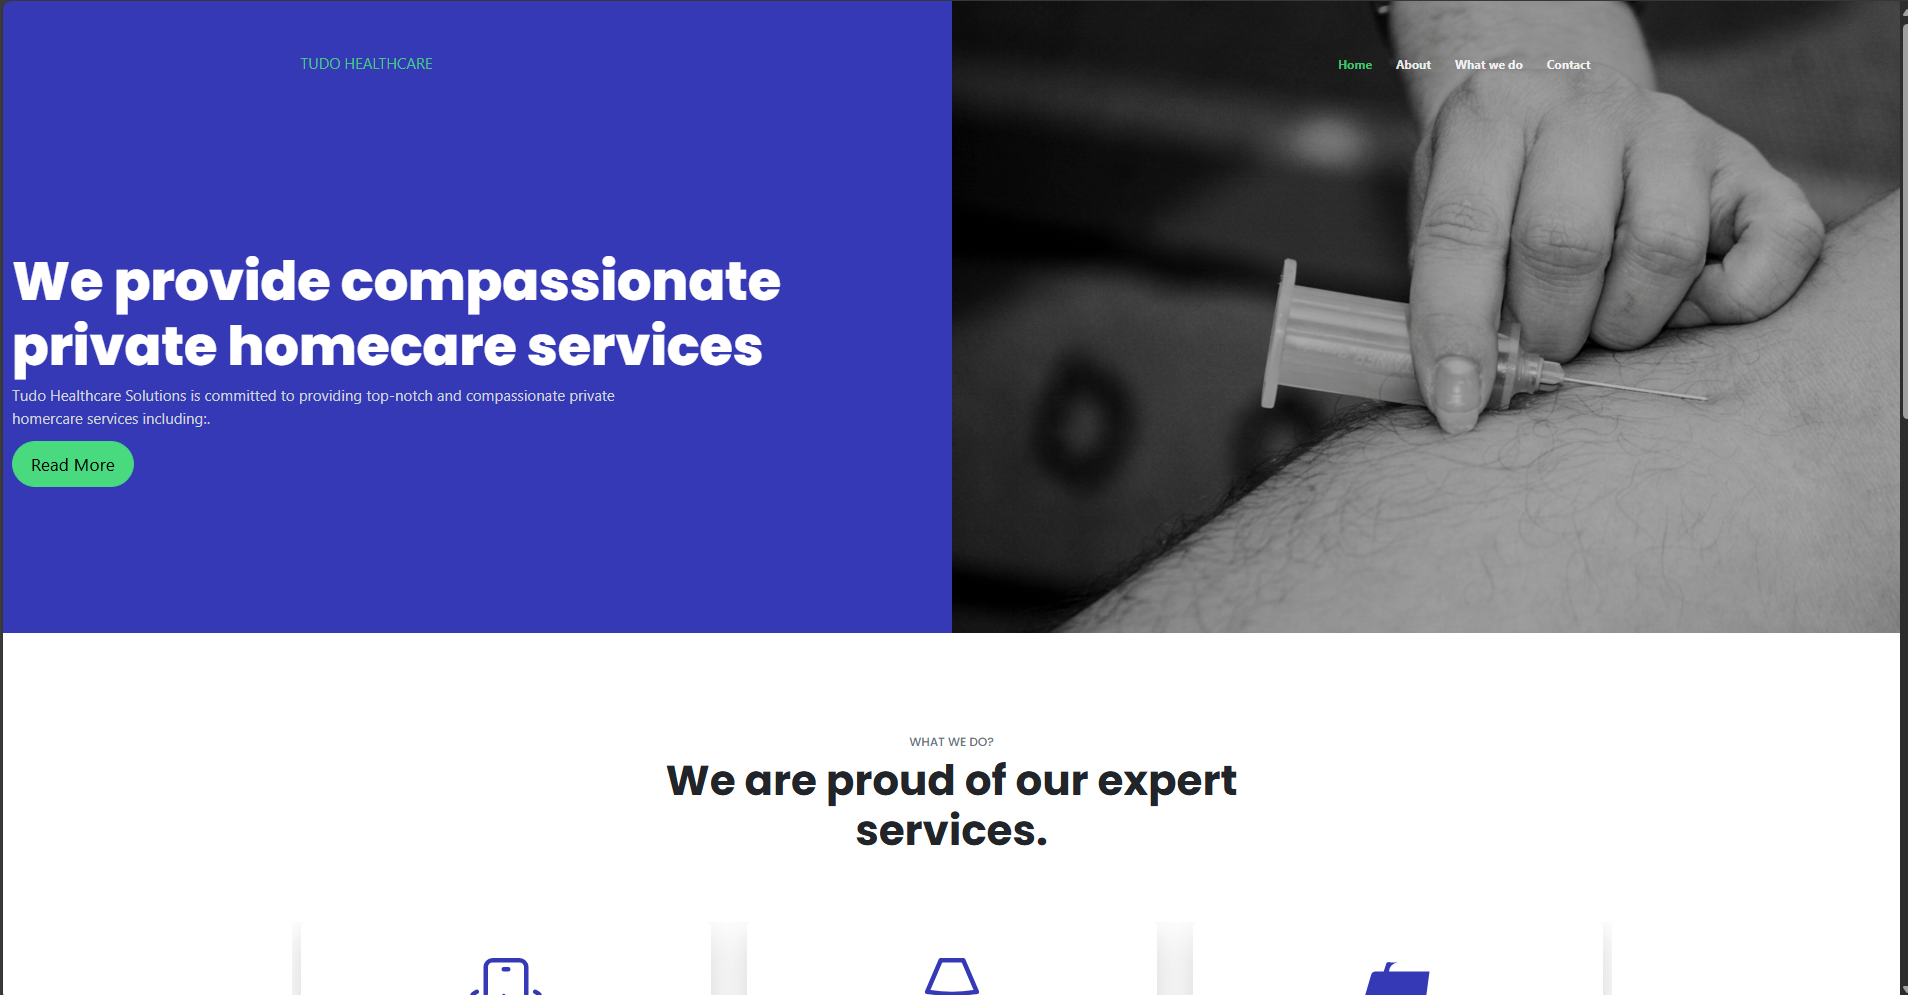 TUDO HEALTHCARE
Home About What we do Contact
We provide compassionate
private homecare services
Tudo Healthcare Solutions is committed to providing top-notch and compassionate private
homercare services including:.
Read More
WHAT WE DO?
We are proud of our expert
services.